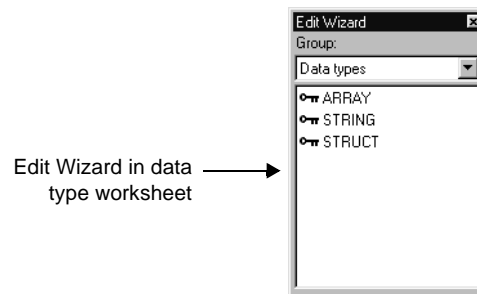 Edit Wizard
Group:
Data types
ARRAY
STRING
STRUCT
Edit Wizard in data
type worksheet